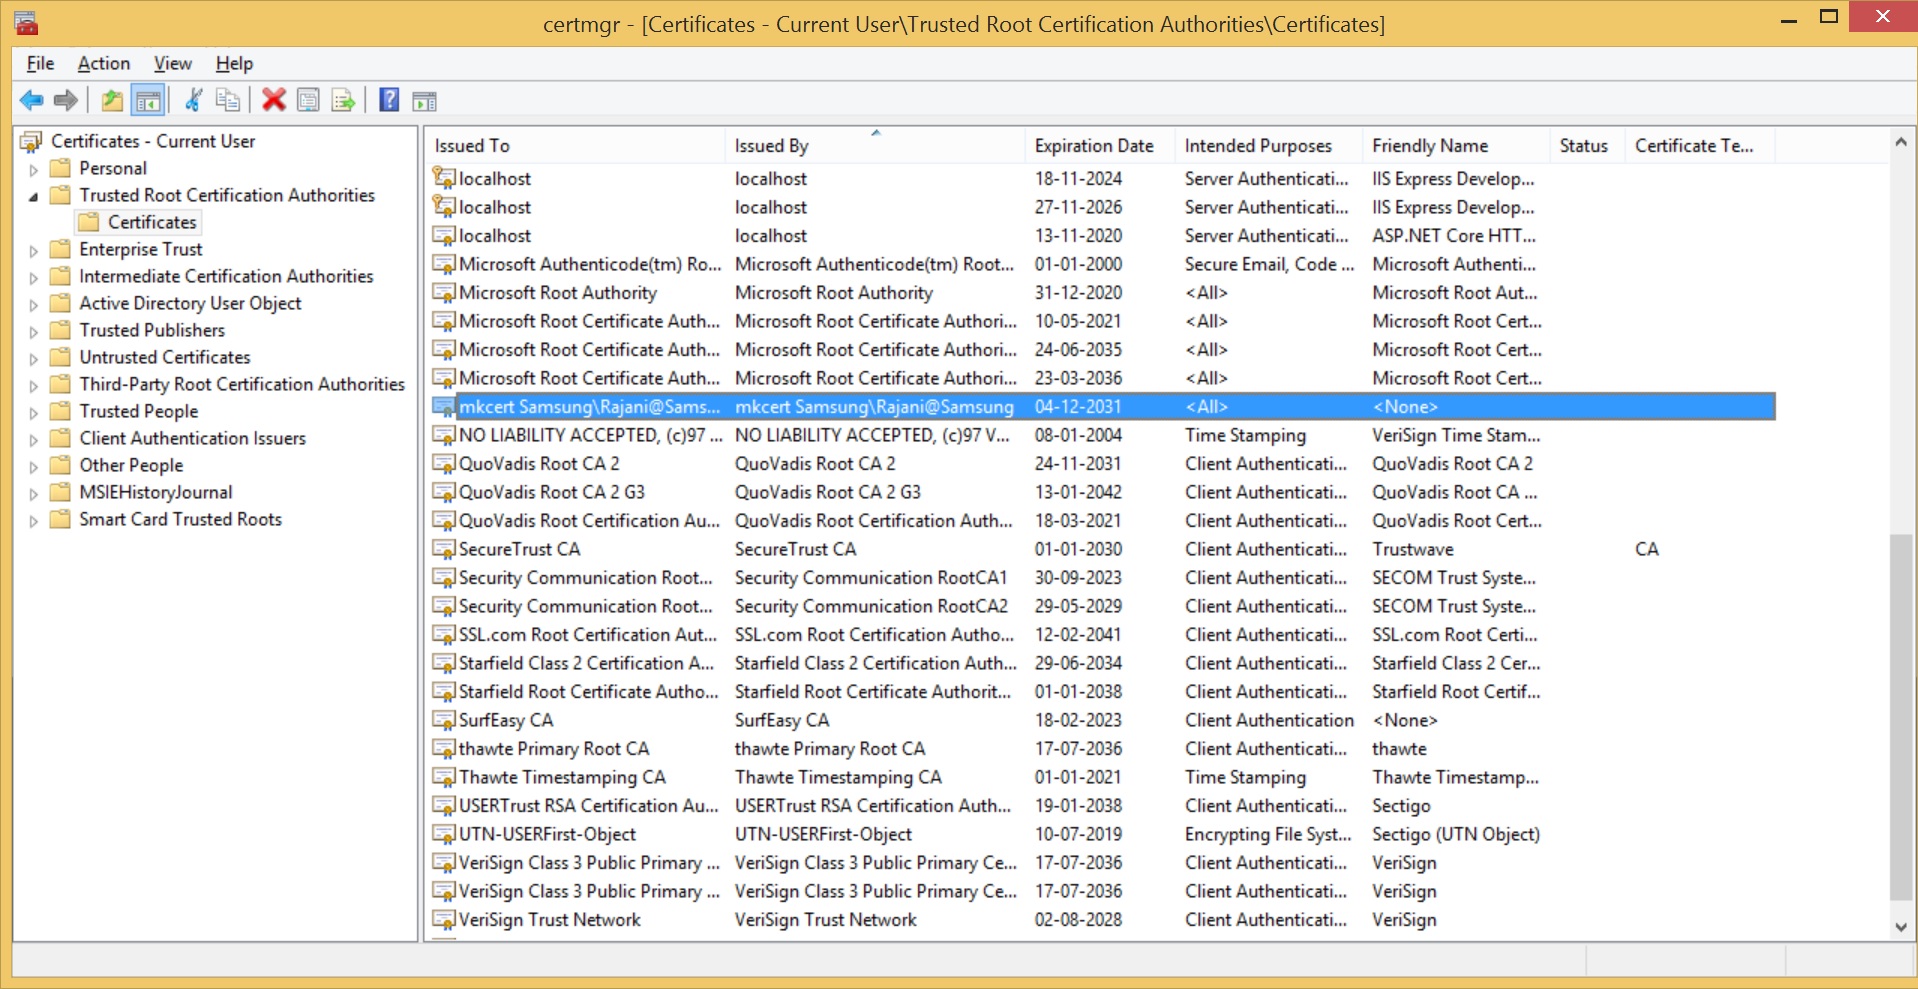 certmgr - [Certificates - Current User\Trusted Root Certification Authorities\Certificates]
File Action View Help
Certificates - Current User
Personal
Trusted Root Certification Authorities
Certificates
Enterprise Trust
Intermediate Certification Authorities
Active Directory User Object
Trusted Publishers
Untrusted Certificates
Third-Party Root Certification Authorities
Trusted People
Client Authentication Issuers
Other People
MSIEHistoryJournal
Smart Card Trusted Roots
Issued To Issued By Expiration Date Intended Purposes Friendly Name Status Certificate Te...
localhost localhost 18-11-2024 Server Authenticati... IIS Express Develop...
localhost localhost 27-11-2026 Server Authenticati... IIS Express Develop...
localhost localhost 13-11-2020 Server Authenticati... ASP.NET Core HTT...
Microsoft Authenticode(tm) Ro... Microsoft Authenticode(tm) Root... 01-01-2000 Secure Email, Code ... Microsoft Authenti...
Microsoft Root Authority Microsoft Root Authority 31-12-2020 <All> Microsoft Root Aut...
Microsoft Root Certificate Auth... Microsoft Root Certificate Authori... 10-05-2021 <All> Microsoft Root Cert...
Microsoft Root Certificate Auth... Microsoft Root Certificate Authori... 24-06-2035 <All> Microsoft Root Cert...
Microsoft Root Certificate Auth... Microsoft Root Certificate Authori... 23-03-2036 <All> Microsoft Root Cert...
mkcert Samsung\Rajani@Sams... mkcert Samsung\Rajani@Samsung 04-12-2031 <All> <None>
NO LIABILITY ACCEPTED, (c)97 ... NO LIABILITY ACCEPTED, (c)97 V... 08-01-2004 Time Stamping VeriSign Time Stam...
QuoVadis Root CA 2 QuoVadis Root CA 2 24-11-2031 Client Authenticati... QuoVadis Root CA 2
QuoVadis Root CA 2 G3 QuoVadis Root CA 2 G3 13-01-2042 Client Authenticati... QuoVadis Root CA ...
QuoVadis Root Certification Au... QuoVadis Root Certification Auth... 18-03-2021 Client Authenticati... QuoVadis Root Cert...
SecureTrust CA SecureTrust CA 01-01-2030 Client Authenticati... Trustwave CA
Security Communication Root... Security Communication RootCA1 30-09-2023 Client Authenticati... SECOM Trust Syste...
Security Communication Root... Security Communication RootCA2 29-05-2029 Client Authenticati... SECOM Trust Syste...
SSL.com Root Certification Aut... SSL.com Root Certification Autho... 12-02-2041 Client Authenticati... SSL.com Root Certi...
Starfield Class 2 Certification A... Starfield Class 2 Certification Auth... 29-06-2034 Client Authenticati... Starfield Class 2 Cer...
Starfield Root Certificate Autho... Starfield Root Certificate Authorit... 01-01-2038 Client Authenticati... Starfield Root Certif...
SurfEasy CA SurfEasy CA 18-02-2023 Client Authentication <None>
thawte Primary Root CA thawte Primary Root CA 17-07-2036 Client Authenticati... thawte
Thawte Timestamping CA Thawte Timestamping CA 01-01-2021 Time Stamping Thawte Timestamp...
USERTrust RSA Certification Au... USERTrust RSA Certification Auth... 19-01-2038 Client Authenticati... Sectigo
UTN-USERFirst-Object UTN-USERFirst-Object 10-07-2019 Encrypting File Syst... Sectigo (UTN Object)
VeriSign Class 3 Public Primary ... VeriSign Class 3 Public Primary Ce... 17-07-2036 Client Authenticati... VeriSign
VeriSign Class 3 Public Primary ... VeriSign Class 3 Public Primary Ce... 17-07-2036 Client Authenticati... VeriSign
VeriSign Trust Network VeriSign Trust Network 02-08-2028 Client Authenticati... VeriSign